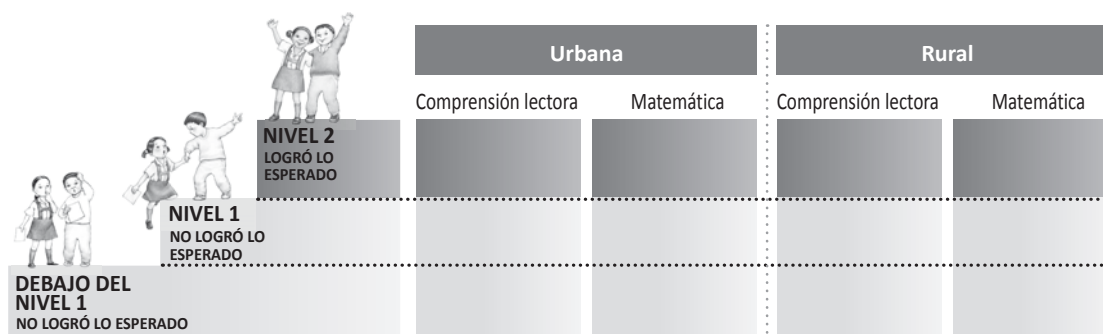 Urbana
Rural
Comprensión lectora
Matemática
Comprensión lectora
Matemática
NIVEL 2
LOGRÓ LO
ESPERADO
NIVEL 1
NO LOGRÓ LO
ESPERADO
DEBAJO DEL
NIVEL 1
NO LOGRÓ LO ESPERADO